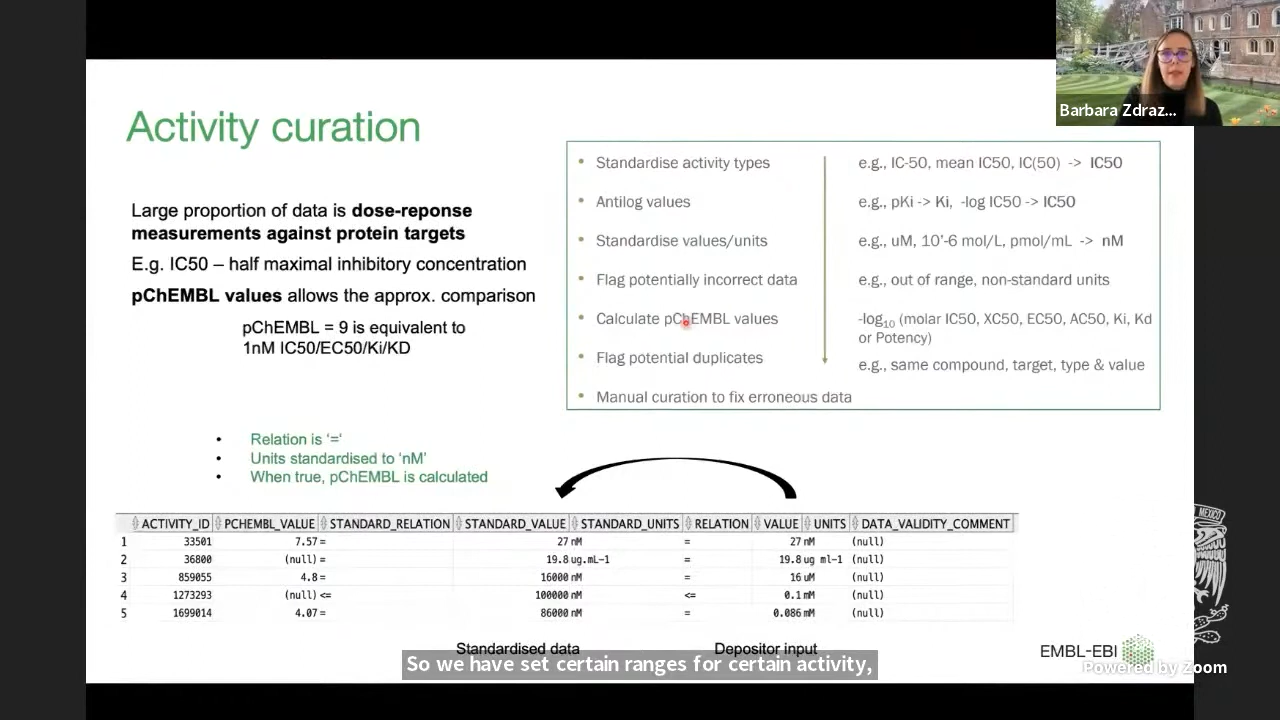 Barbara Zdraz...
Activity curation
Large proportion of data is dose-reponse
measurements against protein targets
E.g. IC50 – half maximal inhibitory concentration
pChEMBL values allows the approx. comparison
pChEMBL = 9 is equivalent to
1nM IC50/EC50/Ki/KD
• Standardise activity types e.g., IC-50, mean IC50, IC(50) -> IC50
• Antilog values e.g., pKi -> Ki, -log IC50 -> IC50
• Standardise values/units e.g., uM, 10'-6 mol/L, pmol/mL -> nM
• Flag potentially incorrect data e.g., out of range, non-standard units
• Calculate pChEMBL values -log10 (molar IC50, XC50, EC50, AC50, Ki, Kd
or Potency)
• Flag potential duplicates e.g., same compound, target, type & value
• Manual curation to fix erroneous data
• Relation is '='
• Units standardised to 'nM'
• When true, pChEMBL is calculated
ACTIVITY_ID PCHEMBL_VALUE STANDARD_RELATION STANDARD_VALUE STANDARD_UNITS RELATION VALUE UNITS DATA_VALIDITY_COMMENT
1 33501 7.57 = 27 nM = 27 nM (null)
2 36800 (null) = 19.8 ug.mL-1 = 19.8 ug ml-1 (null)
3 859055 4.8 = 16000 nM = 16 uM (null)
4 1273293 (null) <= 100000 nM <= 0.1 mM (null)
5 1699014 4.07 = 86000 nM = 0.086 mM (null)
Standardised data Depositor input
EMBL-EBI
So we have set certain ranges for certain activity,
Powered by Zoom
MEXICO